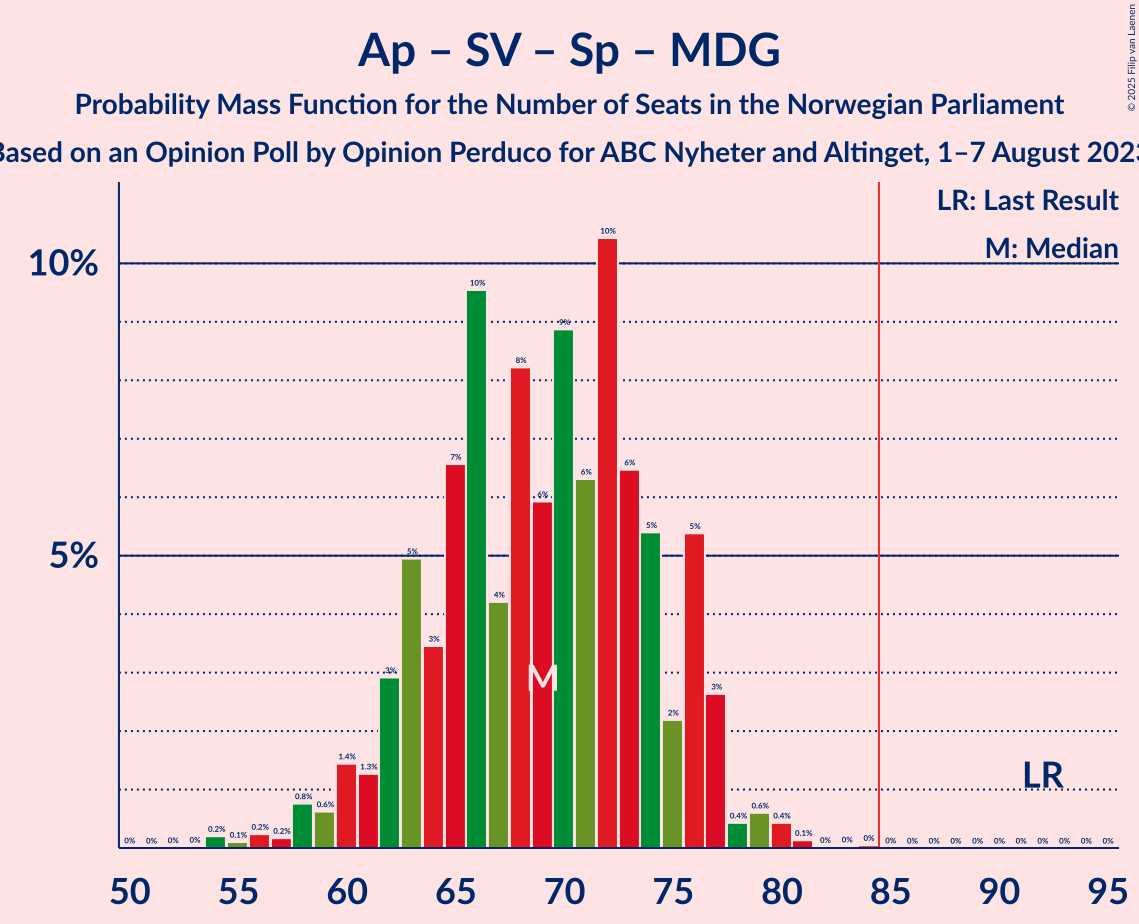 Ap – SV – Sp – MDG
Probability Mass Function for the Number of Seats in the Norwegian Parliament
Based on an Opinion Poll by Opinion Perduco for ABC Nyheter and Altinget, 1–7 August 2023
© 2025 Filip van Laenen
LR: Last Result
M: Median
10%
5%
0% 0% 0% 0% 0.2% 0.1% 0.2% 0.2% 0.8% 0.6% 1.4% 1.3% 3% 5% 3% 7% 10% 4% 8% 6% 9% 6% 10% 6% 5% 2% 5% 3% 0.4% 0.6% 0.4% 0.1% 0% 0% 0% 0% 0% 0% 0% 0% 0% 0% 0% 0% 0% 0%
M
LR
50 55 60 65 70 75 80 85 90 95